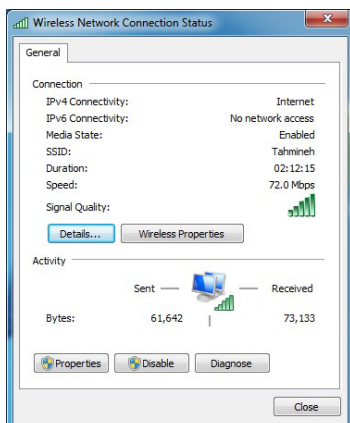 Wireless Network Connection Status
General
Connection
IPv4 Connectivity: Internet
IPv6 Connectivity: No network access
Media State: Enabled
SSID: Tahmineh
Duration: 02:12:15
Speed: 72.0 Mbps
Signal Quality:
Details... Wireless Properties
Activity
Sent Received
Bytes: 61,642 73,133
Properties Disable Diagnose
Close